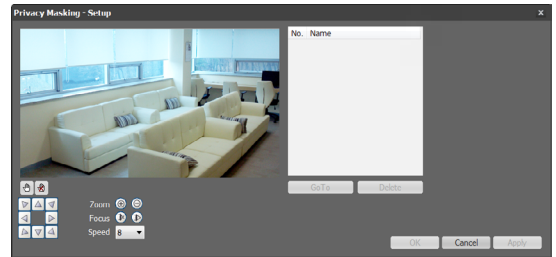 Privacy Masking - Setup
x
No. Name
GoTo Delete
Zoom
Focus
Speed 8
OK Cancel Apply